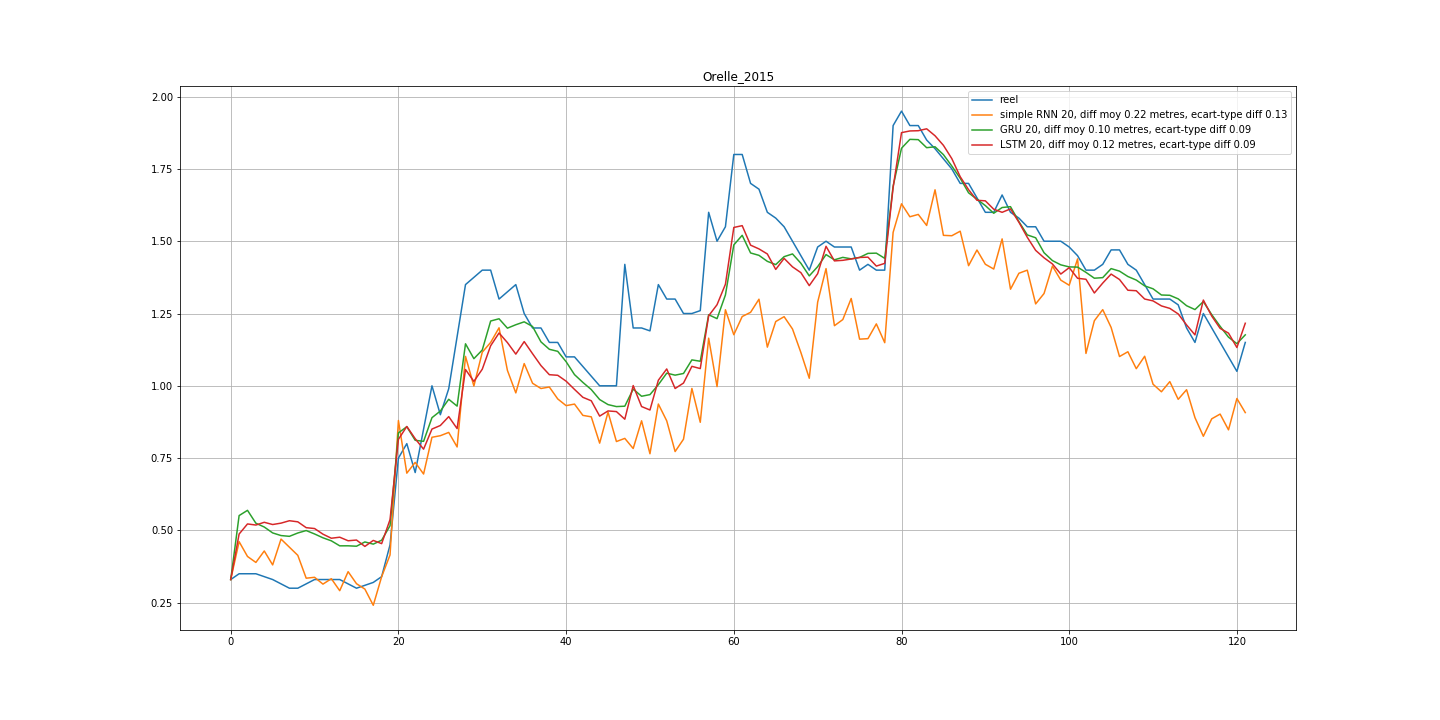 Orelle_2015
2.00
1.75
1.50
1.25
1.00
0.75
0.50
0.25
reel
simple RNN 20, diff moy 0.22 metres, ecart-type diff 0.13
GRU 20, diff moy 0.10 metres, ecart-type diff 0.09
LSTM 20, diff moy 0.12 metres, ecart-type diff 0.09
0 20 40 60 80 100 120